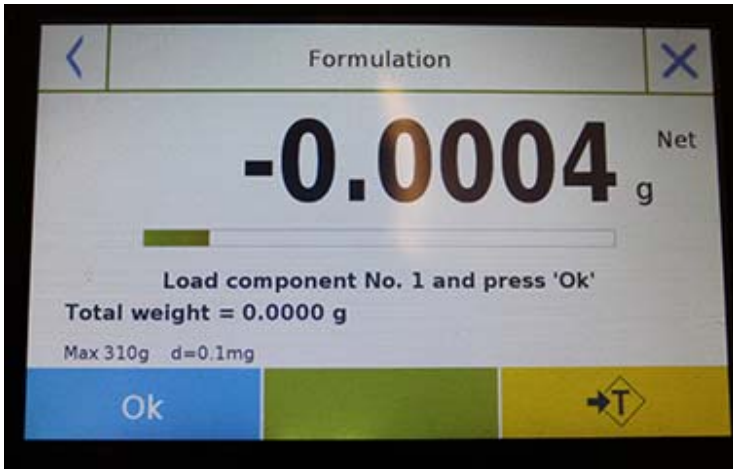 Formulation
-0.0004 g Net
Load component No. 1 and press 'Ok'
Total weight = 0.0000 g
Max 310g d=0.1mg
Ok T